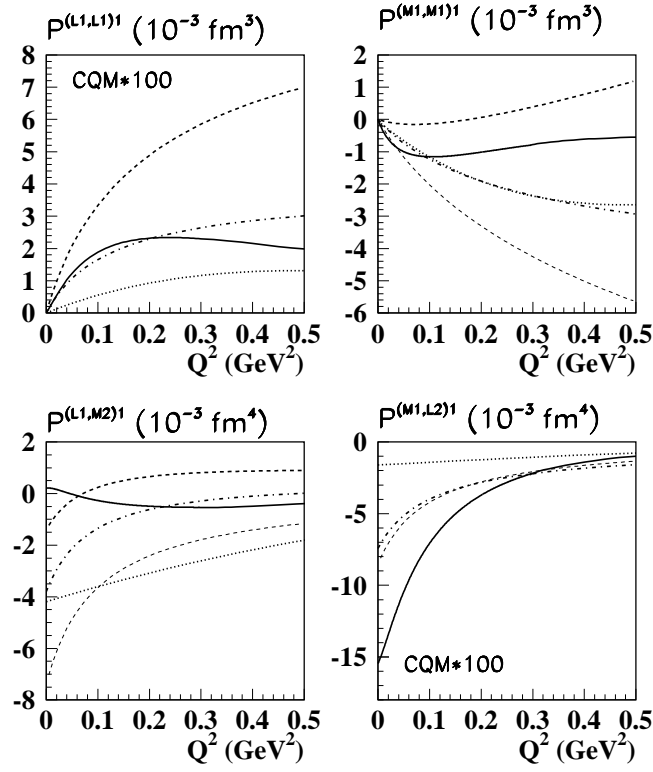 P^(L1,L1)1 (10^-3 fm^3)
CQM*100
8
7
6
5
4
3
2
1
0
0 0.1 0.2 0.3 0.4 0.5
Q^2 (GeV^2)
P^(M1,M1)1 (10^-3 fm^3)
2
1
0
-1
-2
-3
-4
-5
-6
0 0.1 0.2 0.3 0.4 0.5
Q^2 (GeV^2)
P^(L1,M2)1 (10^-3 fm^4)
2
0
-2
-4
-6
-8
0 0.1 0.2 0.3 0.4 0.5
Q^2 (GeV^2)
P^(M1,L2)1 (10^-3 fm^4)
0
-5
-10
-15
CQM*100
0 0.1 0.2 0.3 0.4 0.5
Q^2 (GeV^2)